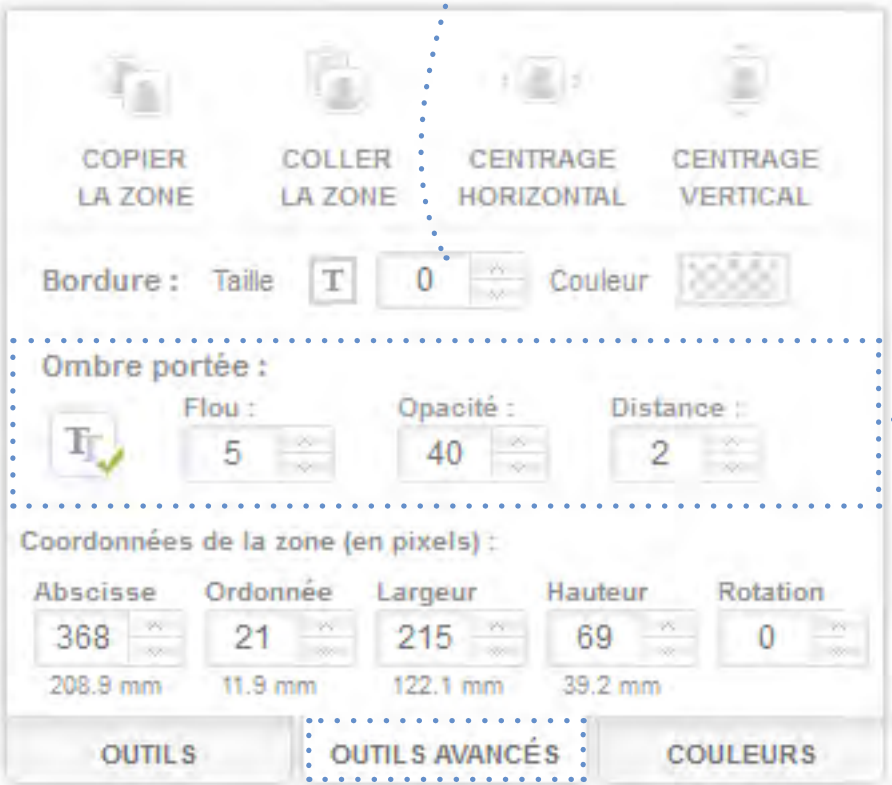 COPIER COLLER CENTRAGE CENTRAGE
LA ZONE LA ZONE HORIZONTAL VERTICAL
Bordure : Taille T 0 Couleur
Ombre portée :
Flou : Opacité : Distance :
TT 5 40 2
Coordonnées de la zone (en pixels) :
Abscisse Ordonnée Largeur Hauteur Rotation
368 21 215 69 0
208.9 mm 11.9 mm 122.1 mm 39.2 mm
OUTILS OUTILS AVANCÉS COULEURS